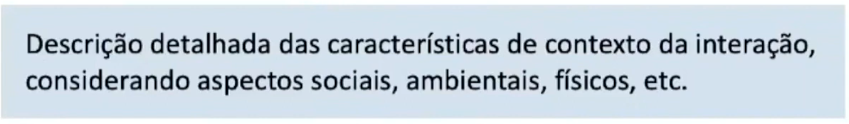 Descrição detalhada das características de contexto da interação,
considerando aspectos sociais, ambientais, físicos, etc.